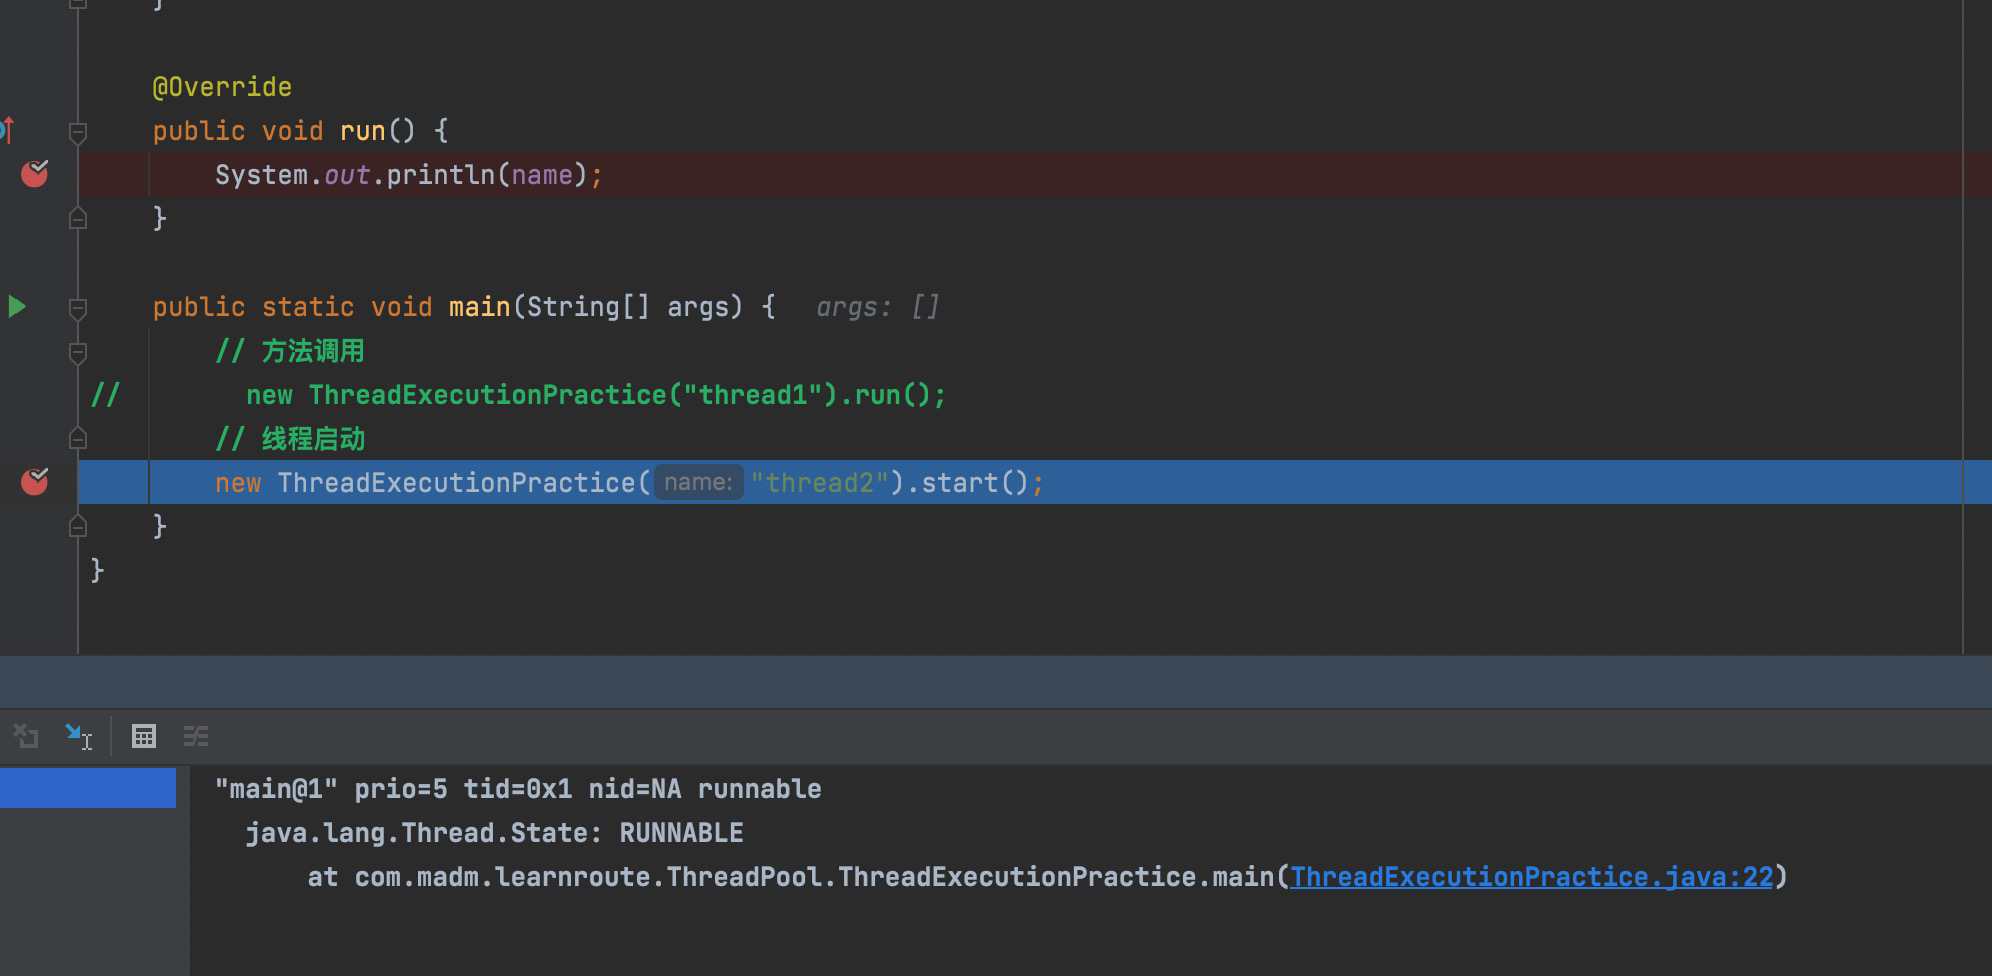 }
@Override
public void run() {
System.out.println(name);
}
public static void main(String[] args) {   args: []
// 方法调用
//        new ThreadExecutionPractice("thread1").run();
// 线程启动
new ThreadExecutionPractice( name: "thread2").start();
}
}
"main@1" prio=5 tid=0x1 nid=NA runnable
java.lang.Thread.State: RUNNABLE
at com.madm.learnroute.ThreadPool.ThreadExecutionPractice.main(ThreadExecutionPractice.java:22)